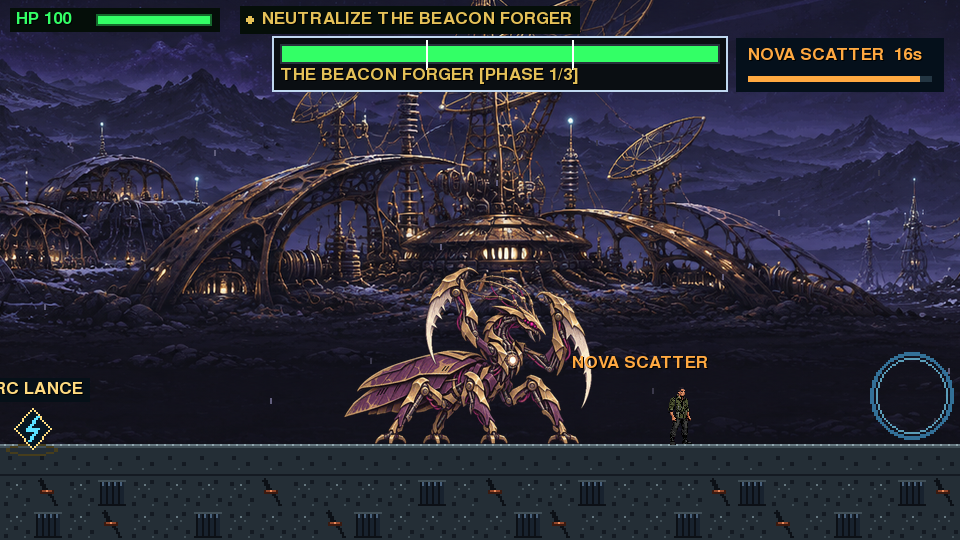 HP 100
NEUTRALIZE THE BEACON FORGER
THE BEACON FORGER [PHASE 1/3]
NOVA SCATTER 16s
NOVA SCATTER
RC LANCE